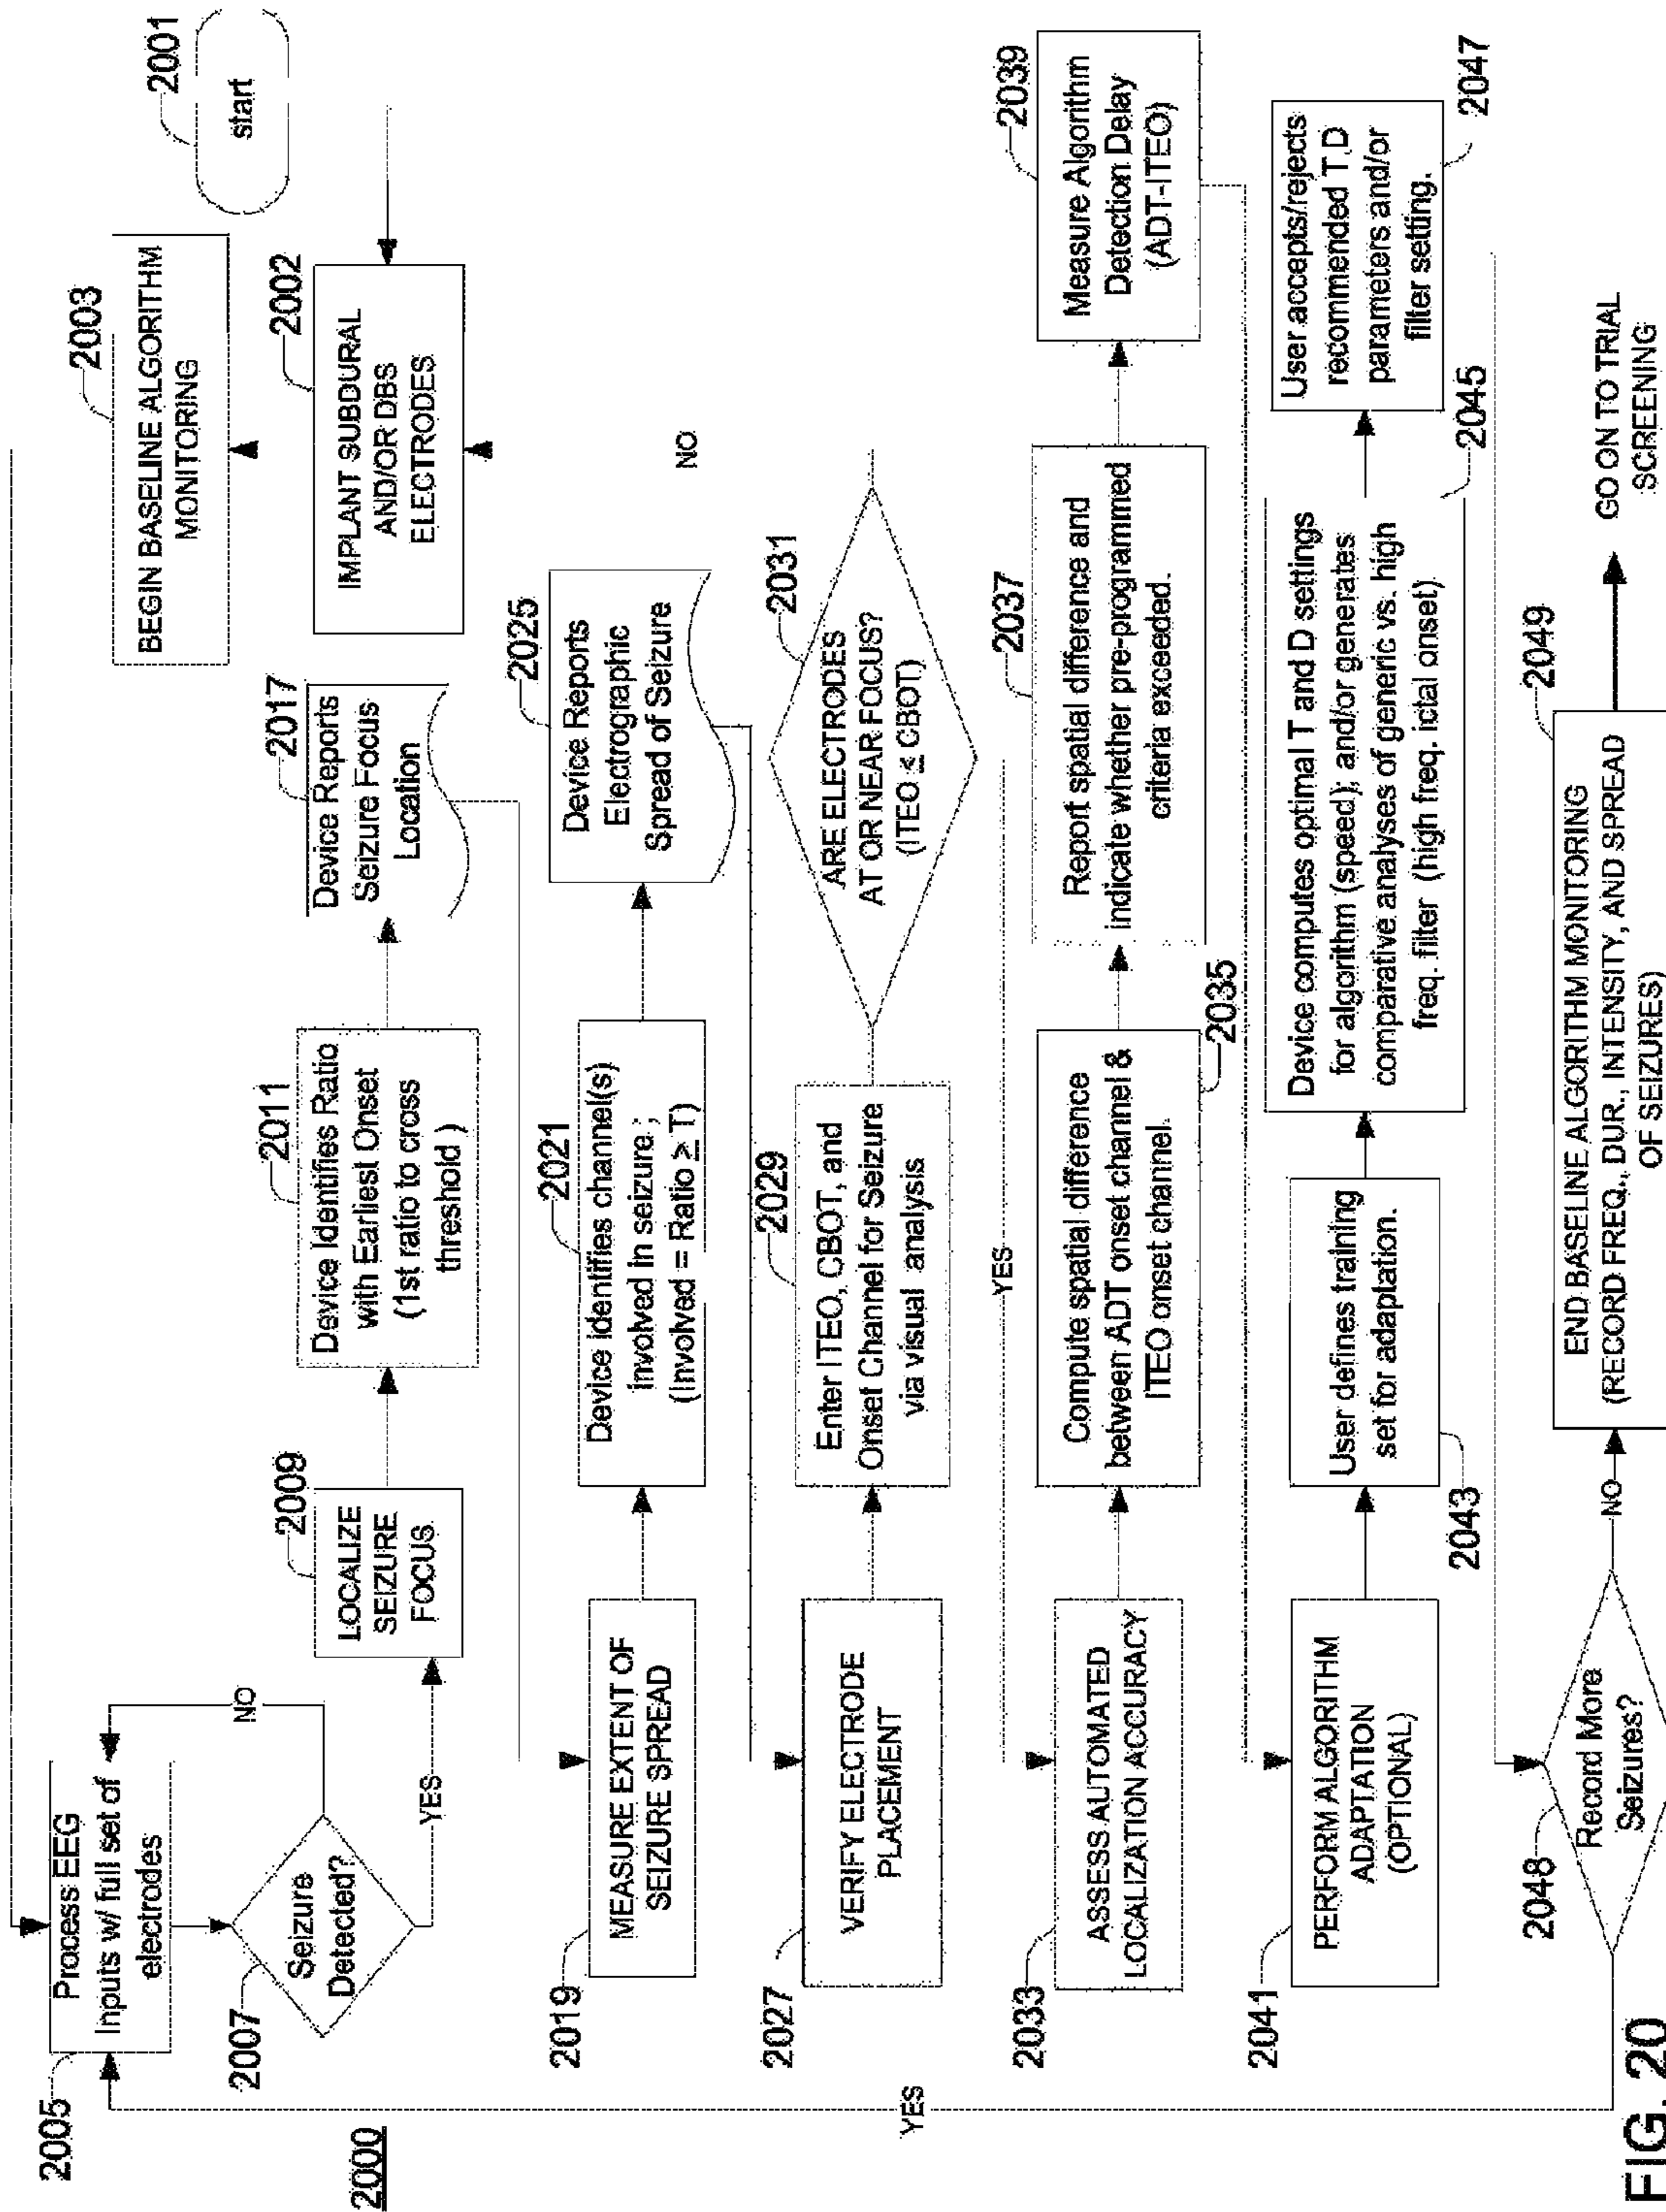 2001
start
2003
BEGIN BASELINE ALGORITHM
MONITORING
2002
IMPLANT SUBDURAL
AND/OR DBS
ELECTRODES
2005
Process EEG
Inputs w/ full set of
electrodes
2000
2007
Seizure
Detected?
NO
YES
2009
LOCALIZE
SEIZURE
FOCUS
2011
Device Identifies Ratio
with Earliest Onset
(1st ratio to cross
threshold )
2017
Device Reports
Seizure Focus
Location
2019
MEASURE EXTENT OF
SEIZURE SPREAD
2021
Device identifies channel(s)
involved in seizure ;
(Involved = Ratio ≥ T)
2025
Device Reports
Electrographic
Spread of Seizure
2027
VERIFY ELECTRODE
PLACEMENT
2029
Enter ITEO, CBOT, and
Onset Channel for Seizure
via visual analysis
2031
ARE ELECTRODES
AT OR NEAR FOCUS?
(ITEO ≤ CBOT)
NO
YES
2033
ASSESS AUTOMATED
LOCALIZATION ACCURACY
2035
Compute spatial difference
between ADT onset channel &
ITEO onset channel.
2037
Report spatial difference and
indicate whether pre-programmed
criteria exceeded.
2039
Measure Algorithm
Detection Delay
(ADT-ITEO)
2041
PERFORM ALGORITHM
ADAPTATION
(OPTIONAL)
2043
User defines training
set for adaptation.
2045
Device computes optimal T and D settings
for algorithm (speed); and/or generates
comparative analyses of generic vs. high
freq. filter (high freq. ictal onset)
2047
User accepts/rejects
recommended T,D
parameters and/or
filter setting.
2048
Record More
Seizures?
YES
NO
2049
END BASELINE ALGORITHM MONITORING
(RECORD FREQ., DUR., INTENSITY, AND SPREAD
OF SEIZURES)
GO ON TO TRIAL
SCREENING
FIG. 20